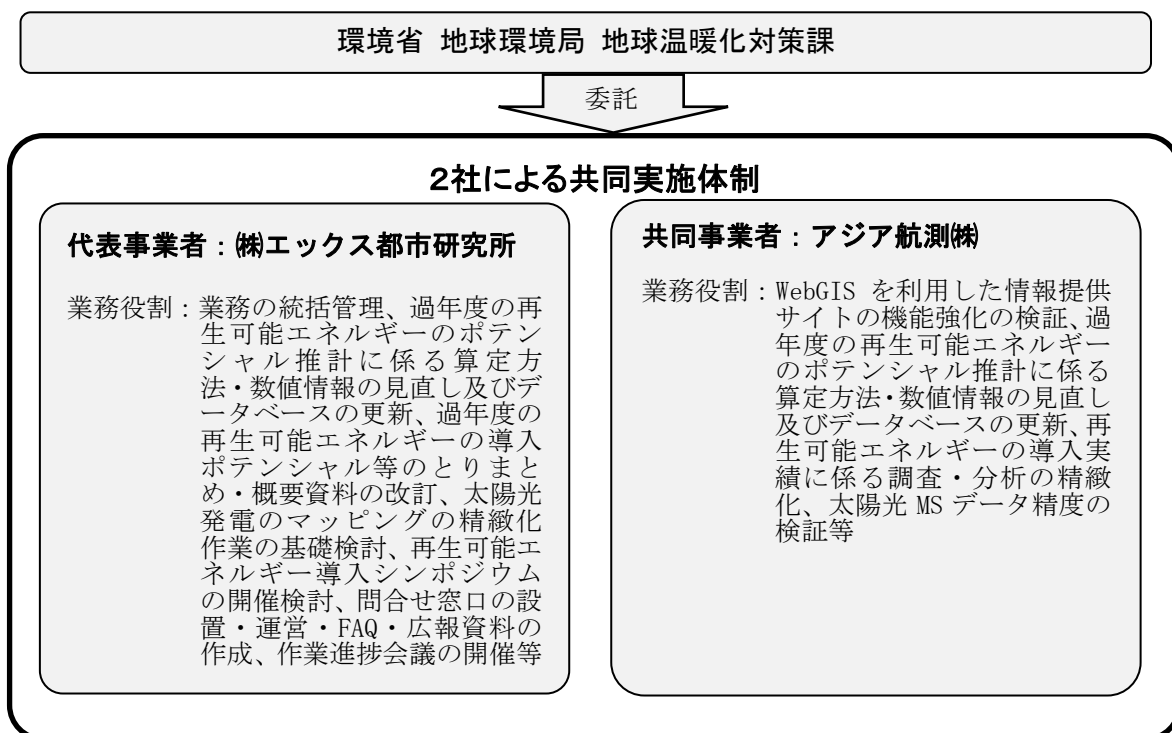 環境省 地球環境局 地球温暖化対策課
委託
2社による共同実施体制
代表事業者：㈱エックス都市研究所
業務役割：業務の統括管理、過年度の再
生可能エネルギーのポテン
シャル推計に係る算定方
法・数値情報の見直し及びデ
ータベースの更新、過年度の
再生可能エネルギーの導入
ポテンシャル等のとりまと
め・概要資料の改訂、太陽光
発電のマッピングの精緻化
作業の基礎検討、再生可能エ
ネルギー導入シンポジウム
の開催検討、問合せ窓口の設
置・運営・FAQ・広報資料の
作成、作業進捗会議の開催等
共同事業者：アジア航測㈱
業務役割：WebGIS を利用した情報提供
サイトの機能強化の検証、過
年度の再生可能エネルギー
のポテンシャル推計に係る
算定方法・数値情報の見直し
及びデータベースの更新、再
生可能エネルギーの導入実
績に係る調査・分析の精緻
化、太陽光 MS データ精度の
検証等